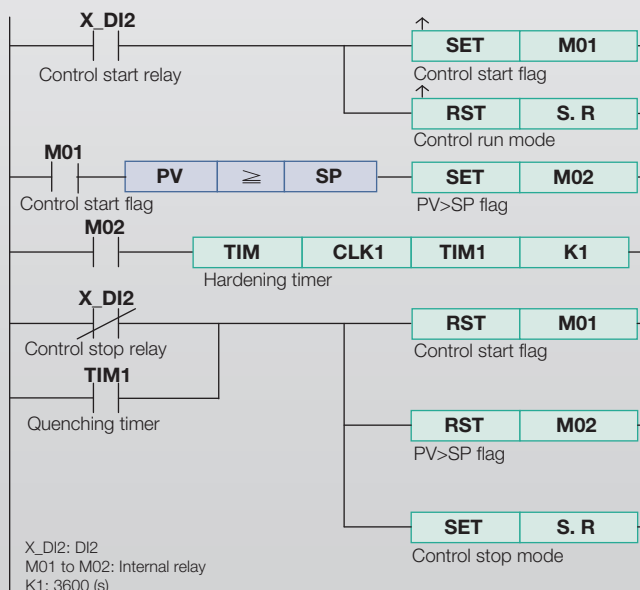 X_DI2
SET M01
Control start relay
Control start flag
RST S. R
Control run mode
M01
PV ≧ SP
SET M02
Control start flag
PV>SP flag
M02
TIM CLK1 TIM1 K1
Hardening timer
X_DI2
RST M01
Control stop relay
Control start flag
TIM1
Quenching timer
RST M02
PV>SP flag
SET S. R
Control stop mode
X_DI2: DI2
M01 to M02: Internal relay
K1: 3600 (s)